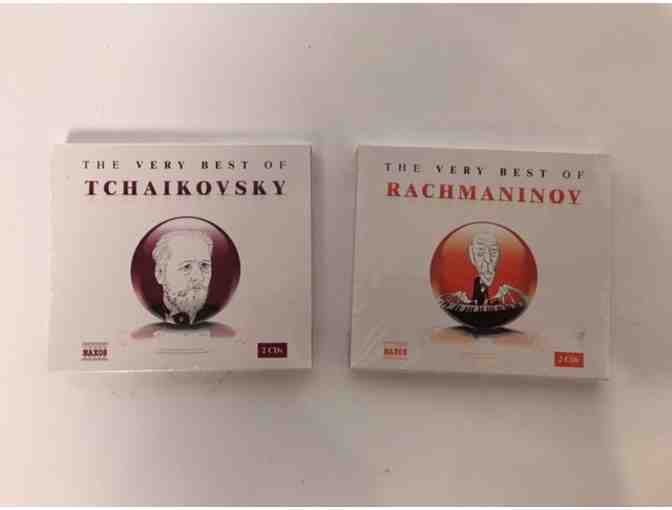 THE VERY BEST OF
TCHAIKOVSKY
NAXOS
2 CDs
THE VERY BEST OF
RACHMANINOV
NAXOS
2 CDs